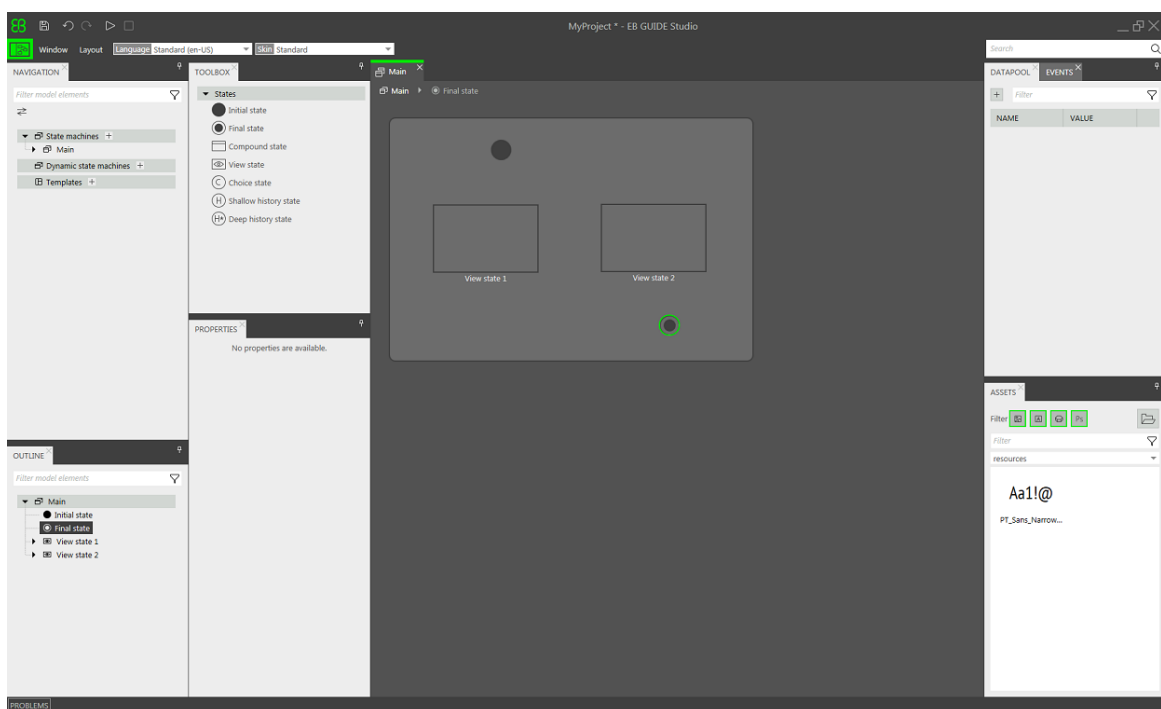 EB
MyProject * - EB GUIDE Studio
Window Layout Language Standard (en-US) Skin Standard
Search
NAVIGATION
Filter model elements
State machines +
Main
Dynamic state machines +
Templates +
OUTLINE
Filter model elements
Main
Initial state
Final state
View state 1
View state 2
TOOLBOX
States
Initial state
Final state
Compound state
View state
C Choice state
H Shallow history state
H* Deep history state
PROPERTIES
No properties are available.
Main
Main Final state
View state 1
View state 2
DATAPOOL EVENTS
+ Filter
NAME VALUE
ASSETS
Filter A Ps
Filter
resources
Aa1!@
PT_Sans_Narrow...
PROBLEMS